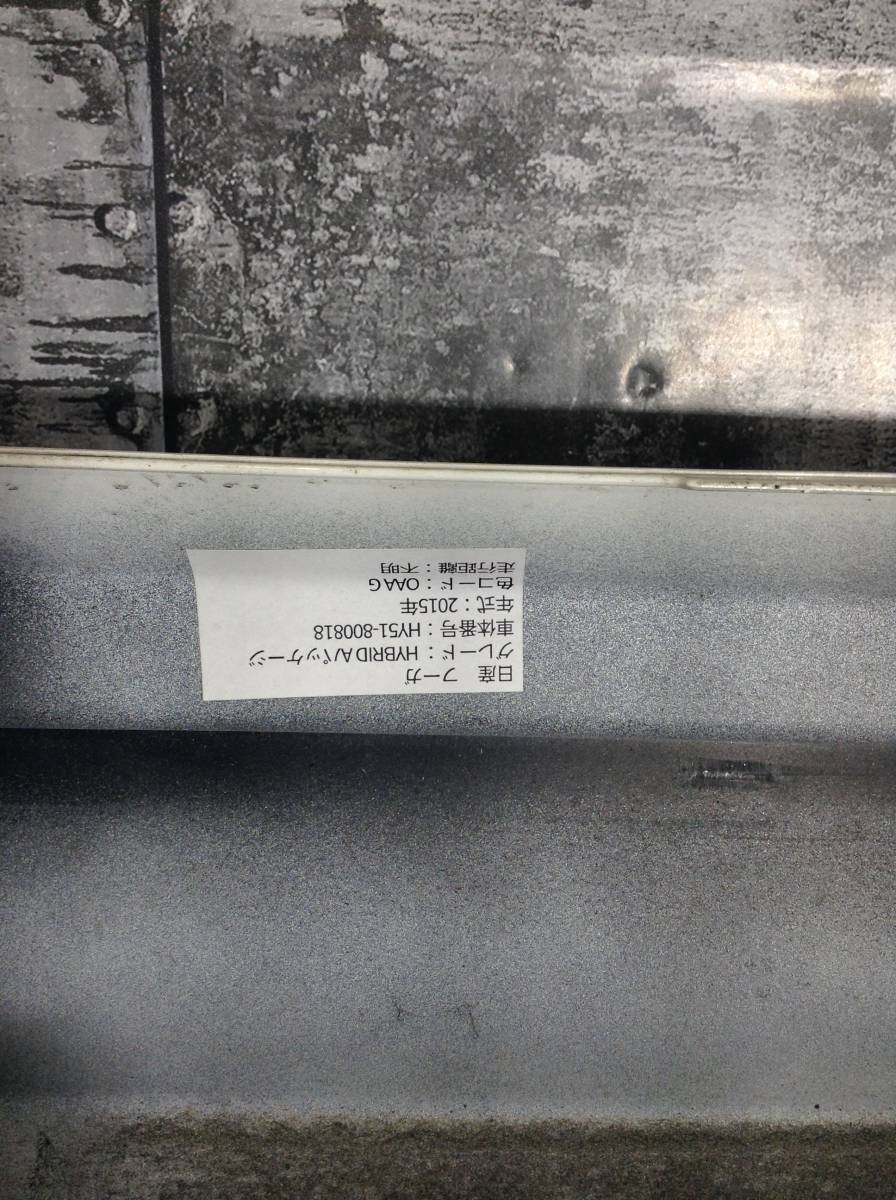 日産　フーガ
グレード：HYBRID Aパッケージ
車体番号：HY51-800818
年式：2015年
色コード：QAAG
走行距離：不明